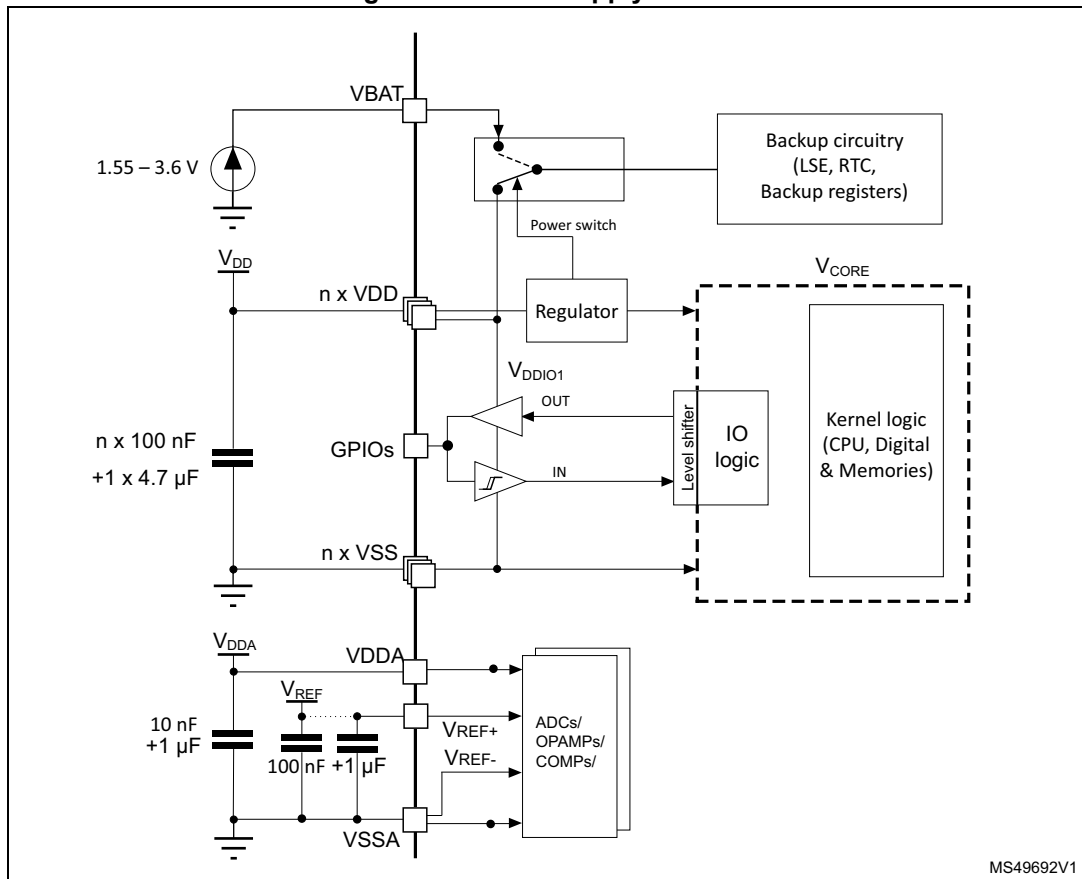 VBAT
1.55 – 3.6 V
Backup circuitry
(LSE, RTC,
Backup registers)
Power switch
VDD
n x VDD
Regulator
VCORE
VDDIO1
OUT
n x 100 nF
+1 x 4.7 µF
GPIOs
IN
Level shifter
IO
logic
Kernel logic
(CPU, Digital
& Memories)
n x VSS
VDDA
VDDA
VREF
10 nF
+1 µF
100 nF
+1 µF
VREF+
VREF-
ADCs/
OPAMPs/
COMPs/
VSSA
MS49692V1